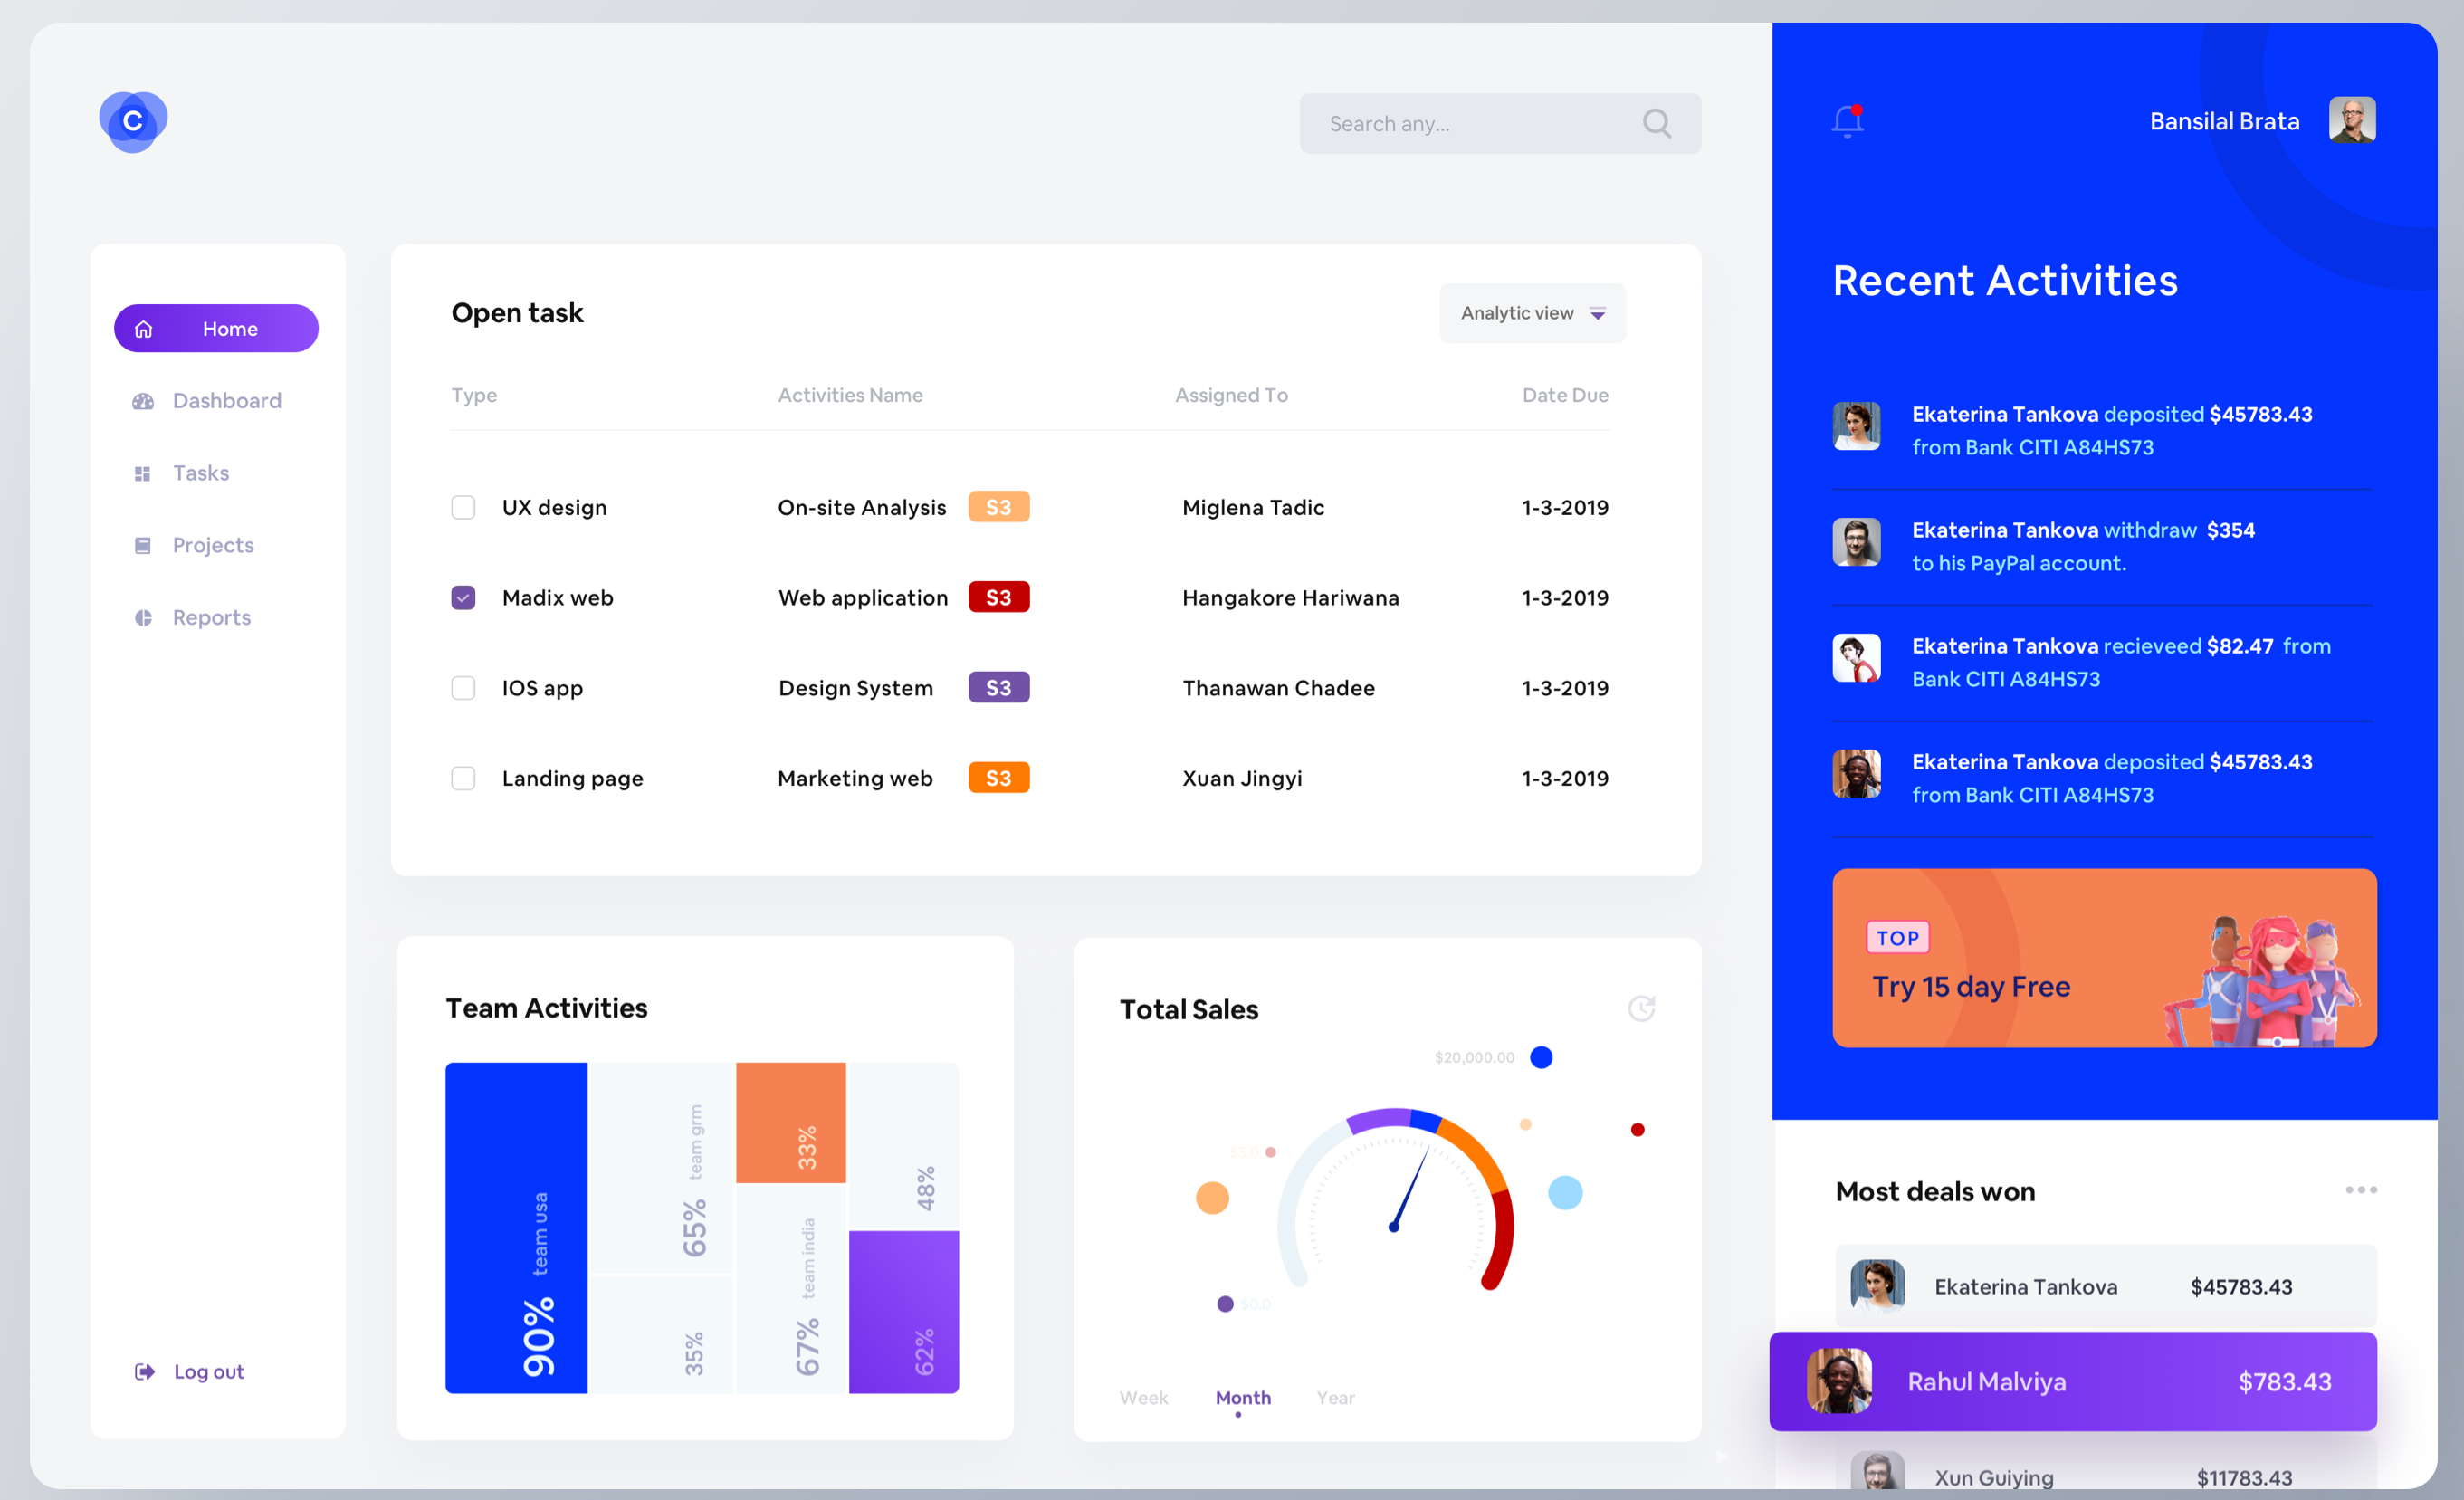 C
Search any...
Bansilal Brata
Home
Dashboard
Tasks
Projects
Reports
Log out
Open task
Analytic view
Type Activities Name Assigned To Date Due
UX design On-site Analysis S3 Miglena Tadic 1-3-2019
Madix web Web application S3 Hangakore Hariwana 1-3-2019
IOS app Design System S3 Thanawan Chadee 1-3-2019
Landing page Marketing web S3 Xuan Jingyi 1-3-2019
Team Activities
90% team usa
65% team grm
35%
33%
67% team india
48%
62%
Total Sales
$20,000.00
$5.0
$0.0
Week Month Year
Recent Activities
Ekaterina Tankova deposited $45783.43
from Bank CITI A84HS73
Ekaterina Tankova withdraw $354
to his PayPal account.
Ekaterina Tankova recieveed $82.47 from
Bank CITI A84HS73
Ekaterina Tankova deposited $45783.43
from Bank CITI A84HS73
TOP
Try 15 day Free
Most deals won
Ekaterina Tankova $45783.43
Rahul Malviya $783.43
Xun Guiying $11783.43